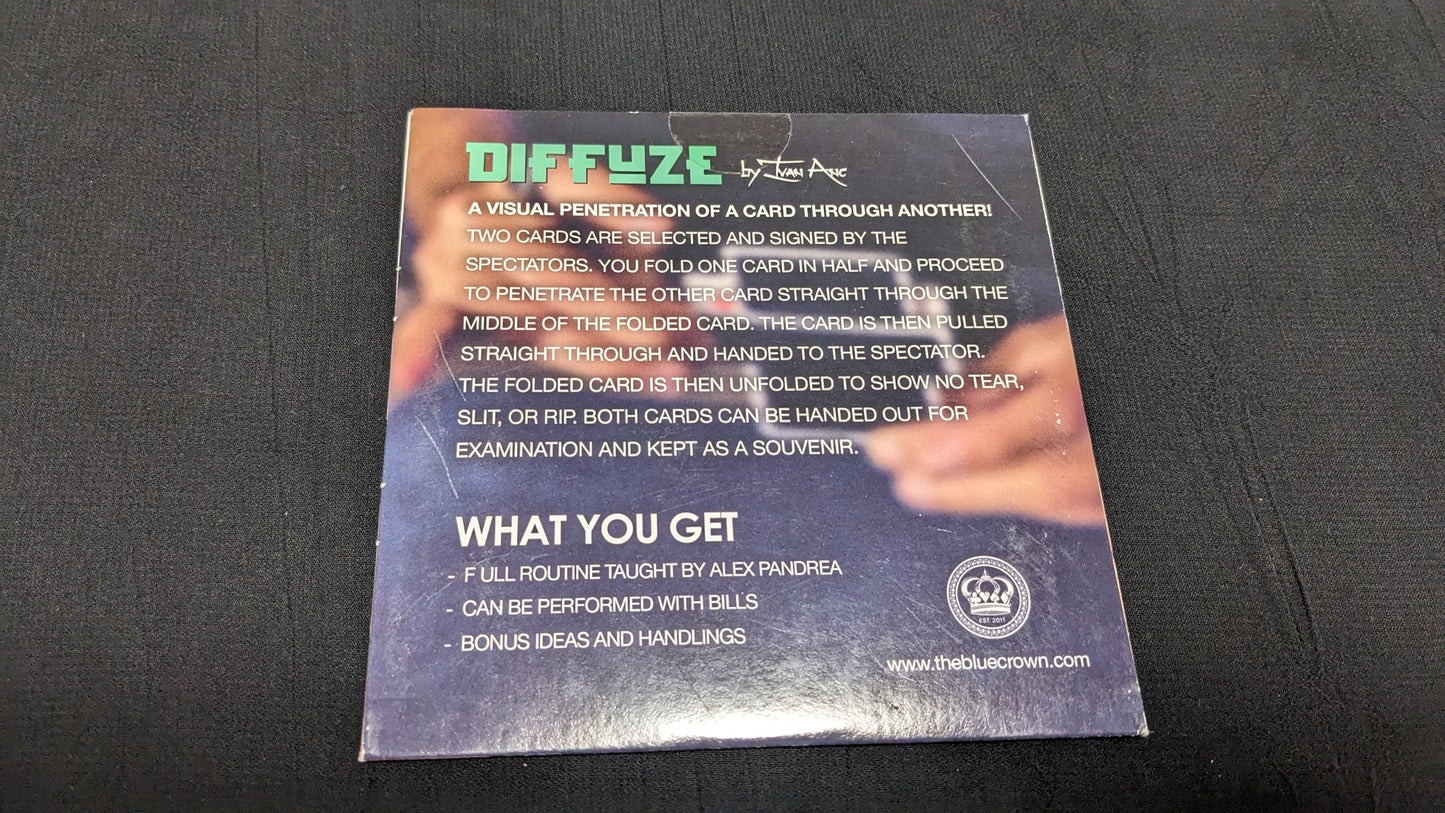 DIFFUZE by IVAN ANC
A VISUAL PENETRATION OF A CARD THROUGH ANOTHER!
TWO CARDS ARE SELECTED AND SIGNED BY THE
SPECTATORS. YOU FOLD ONE CARD IN HALF AND PROCEED
TO PENETRATE THE OTHER CARD STRAIGHT THROUGH THE
MIDDLE OF THE FOLDED CARD. THE CARD IS THEN PULLED
STRAIGHT THROUGH AND HANDED TO THE SPECTATOR.
THE FOLDED CARD IS THEN UNFOLDED TO SHOW NO TEAR,
SLIT, OR RIP. BOTH CARDS CAN BE HANDED OUT FOR
EXAMINATION AND KEPT AS A SOUVENIR.
WHAT YOU GET
- F ULL ROUTINE TAUGHT BY ALEX PANDREA
- CAN BE PERFORMED WITH BILLS
- BONUS IDEAS AND HANDLINGS
EST. 2011
www.thebluecrown.com